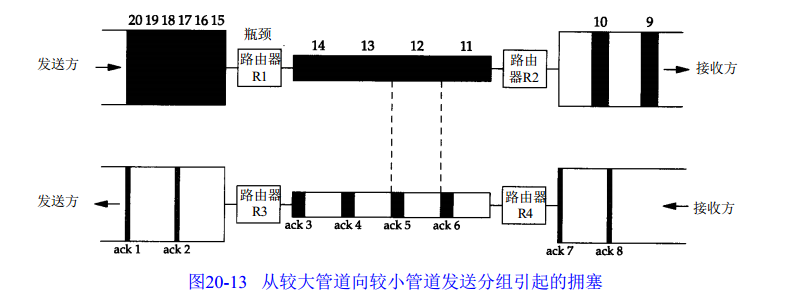 20 19 18 17 16 15
瓶颈
发送方
路由器
R1
14 13 12 11
路由
器R2
10 9
接收方
发送方
路由器
R3
路由器
R4
接收方
ack 1 ack 2
ack 3 ack 4 ack 5 ack 6
ack 7 ack 8
图20-13 从较大管道向较小管道发送分组引起的拥塞